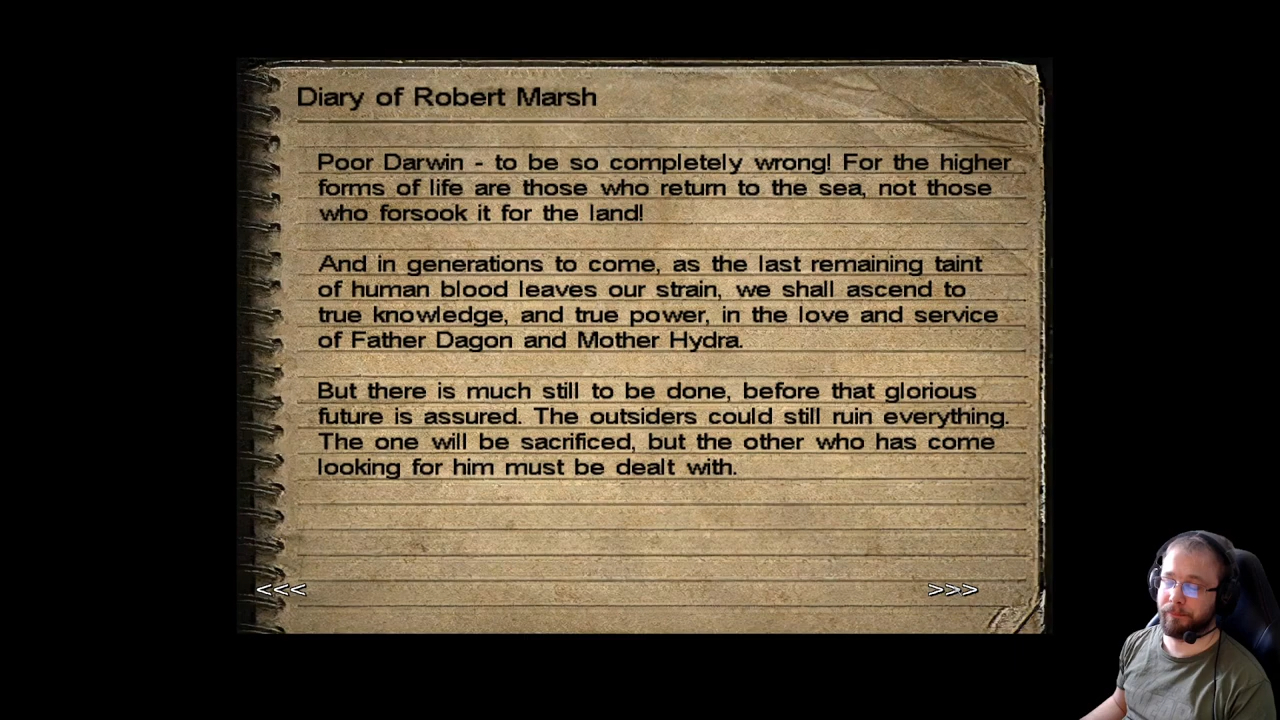 Diary of Robert Marsh
Poor Darwin - to be so completely wrong! For the higher
forms of life are those who return to the sea, not those
who forsook it for the land!
And in generations to come, as the last remaining taint
of human blood leaves our strain, we shall ascend to
true knowledge, and true power, in the love and service
of Father Dagon and Mother Hydra.
But there is much still to be done, before that glorious
future is assured. The outsiders could still ruin everything.
The one will be sacrificed, but the other who has come
looking for him must be dealt with.
<<< >>>